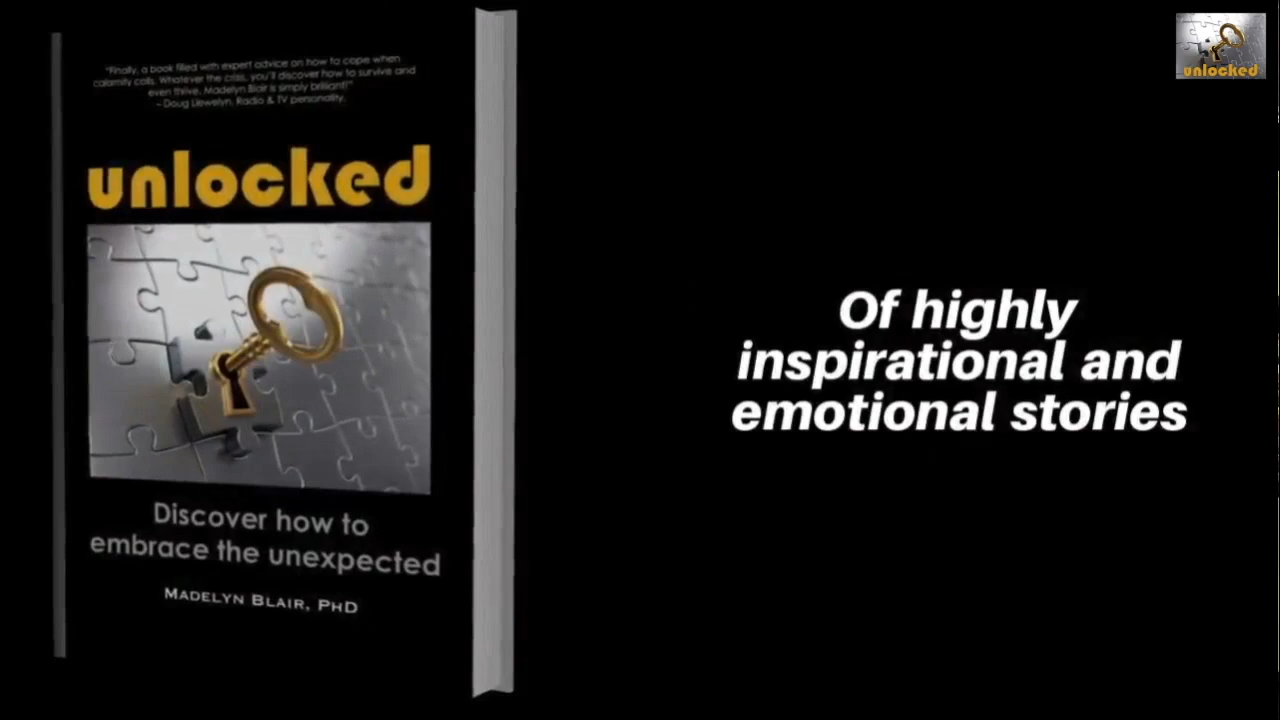 "Finally, a book filled with expert advice on how to cope when
calamity calls. Whatever the crisis, you'll discover how to survive and
even thrive. Madelyn Blair is simply brilliant!"
– Doug Llewelyn, Radio & TV personality.
unlocked
Discover how to
embrace the unexpected
MADELYN BLAIR, PHD
Of highly
inspirational and
emotional stories
unlocked